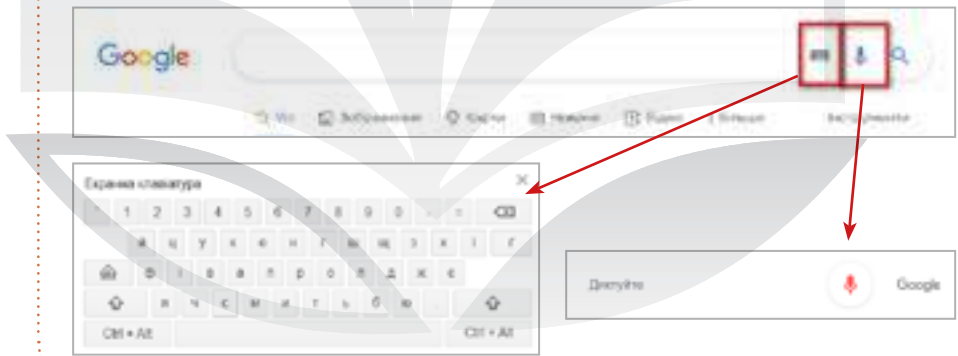 Google
Усі Зображення Карти Новини Відео Більше Інструменти
Екранна клавіатура
' 1 2 3 4 5 6 7 8 9 0 - =
й ц у к е н г ш щ з х ї ґ
ф і в а п р о л д ж є
я ч с м и т ь б ю .
Ctrl + Alt Ctrl + Alt
Диктуйте Google